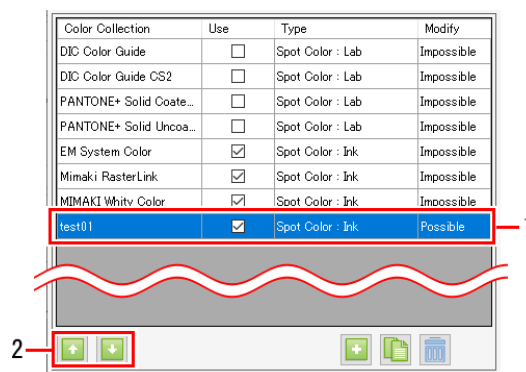 Color Collection Use Type Modify
DIC Color Guide Spot Color : Lab Impossible
DIC Color Guide CS2 Spot Color : Lab Impossible
PANTONE+ Solid Coate... Spot Color : Lab Impossible
PANTONE+ Solid Uncoa... Spot Color : Lab Impossible
EM System Color Spot Color : Ink Impossible
Mimaki RasterLink Spot Color : Ink Impossible
MIMAKI Whity Color Spot Color : Ink Impossible
test01 Spot Color : Ink Possible
2